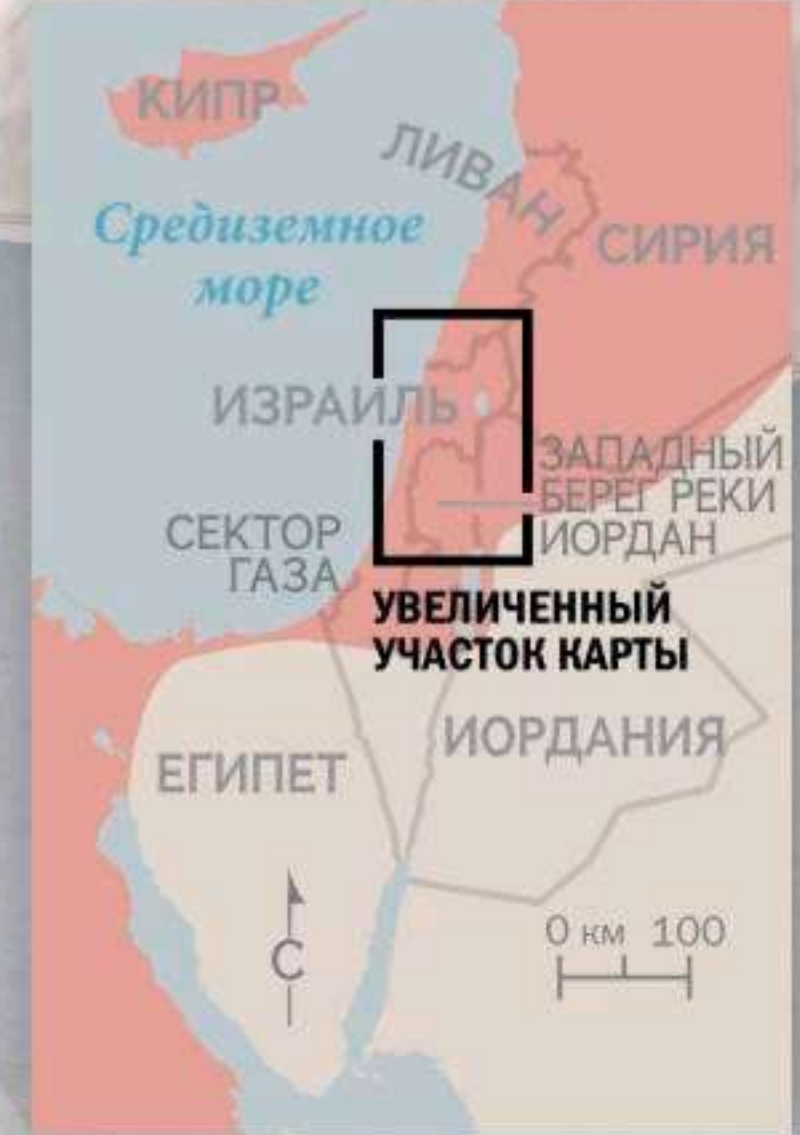 КИПР
ЛИВАН
Средиземное
море
СИРИЯ
ИЗРАИЛЬ
ЗАПАДНЫЙ
БЕРЕГ РЕКИ
ИОРДАН
СЕКТОР
ГАЗА
УВЕЛИЧЕННЫЙ
УЧАСТОК КАРТЫ
ИОРДАНИЯ
ЕГИПЕТ
С
0 км 100